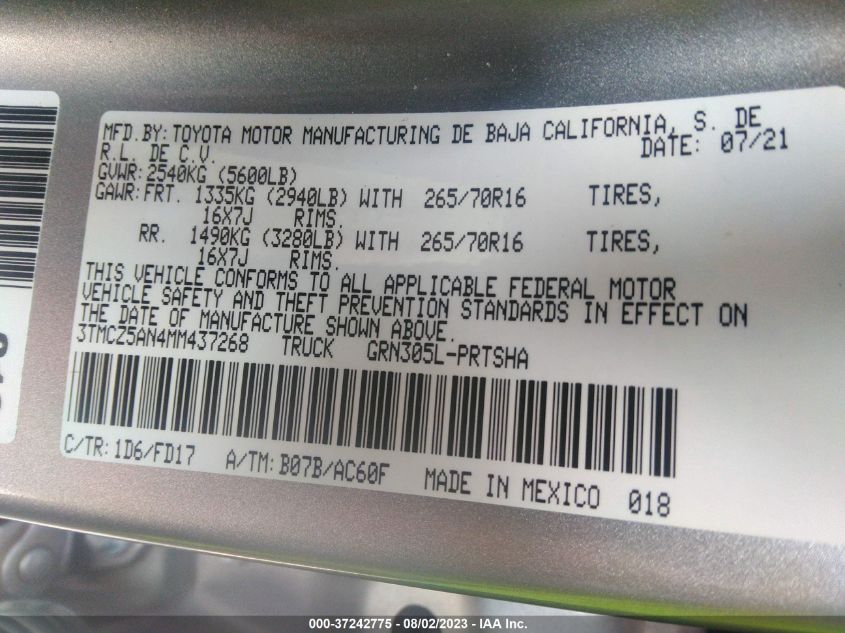 MFD. BY: TOYOTA MOTOR MANUFACTURING DE BAJA CALIFORNIA, S. DE
R.L. DE C.V. DATE: 07/21
GVWR: 2540KG (5600LB)
GAWR: FRT. 1335KG (2940LB) WITH 265/70R16 TIRES,
16X7J RIMS.
RR. 1490KG (3280LB) WITH 265/70R16 TIRES,
16X7J RIMS.
THIS VEHICLE CONFORMS TO ALL APPLICABLE FEDERAL MOTOR
VEHICLE SAFETY AND THEFT PREVENTION STANDARDS IN EFFECT ON
THE DATE OF MANUFACTURE SHOWN ABOVE.
3TMCZ5AN4MM437268 TRUCK GRN305L-PRTSHA
C/TR: 1D6/FD17 A/TM: B07B/AC60F MADE IN MEXICO 018
000-37242775 - 08/02/2023 - IAA Inc.